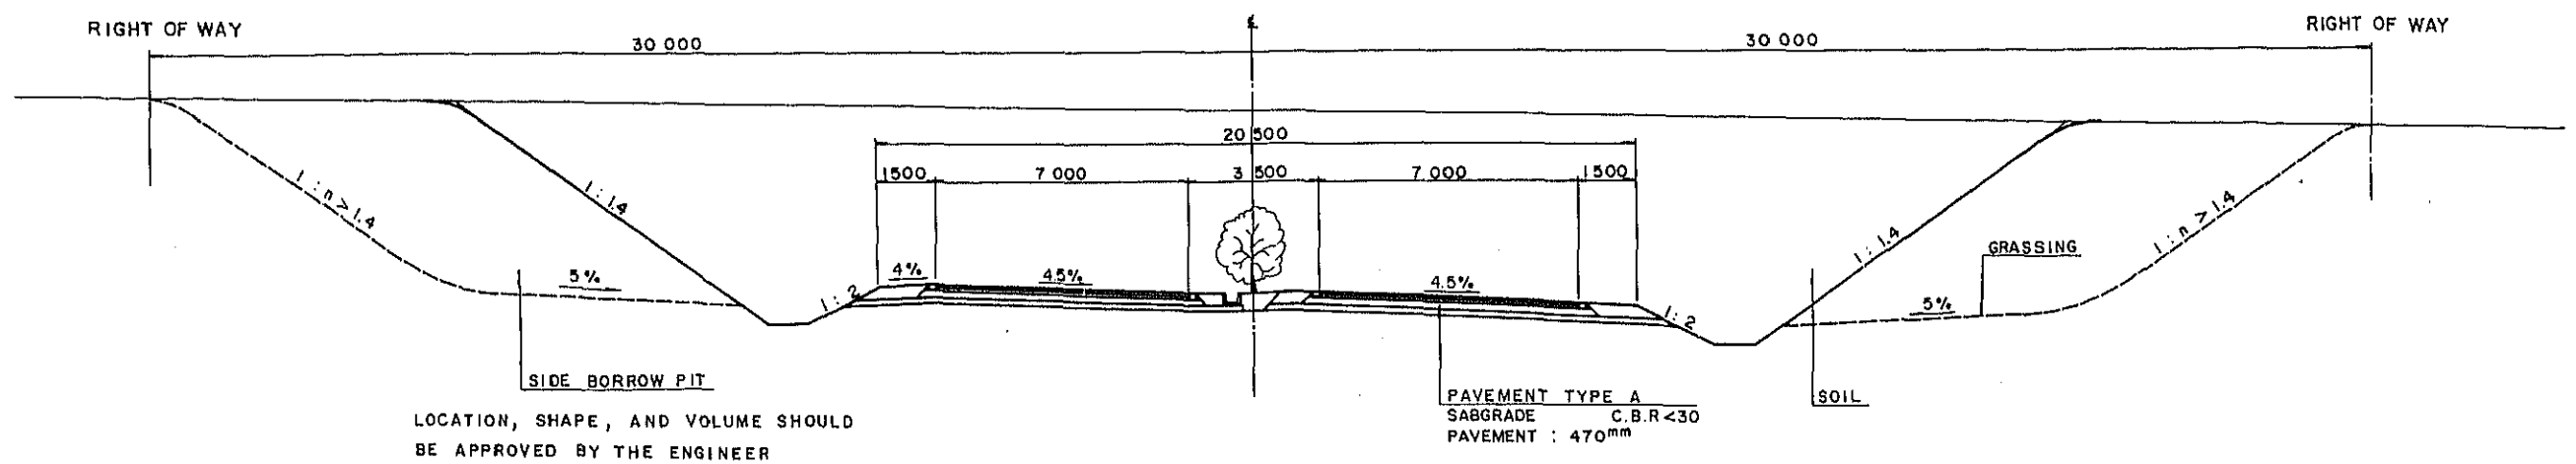 RIGHT OF WAY
RIGHT OF WAY
30 000
30 000
℄
20 500
1500
7 000
3 500
7 000
1500
1 : n > 1.4
1 : 1.4
1 : 1.4
1 : n > 1.4
GRASSING
5%
4%
4.5%
4.5%
5%
1 : 2
1 : 2
SIDE BORROW PIT
LOCATION, SHAPE, AND VOLUME SHOULD
BE APPROVED BY THE ENGINEER
PAVEMENT TYPE A
SABGRADE C.B.R<30
PAVEMENT : 470mm
SOIL